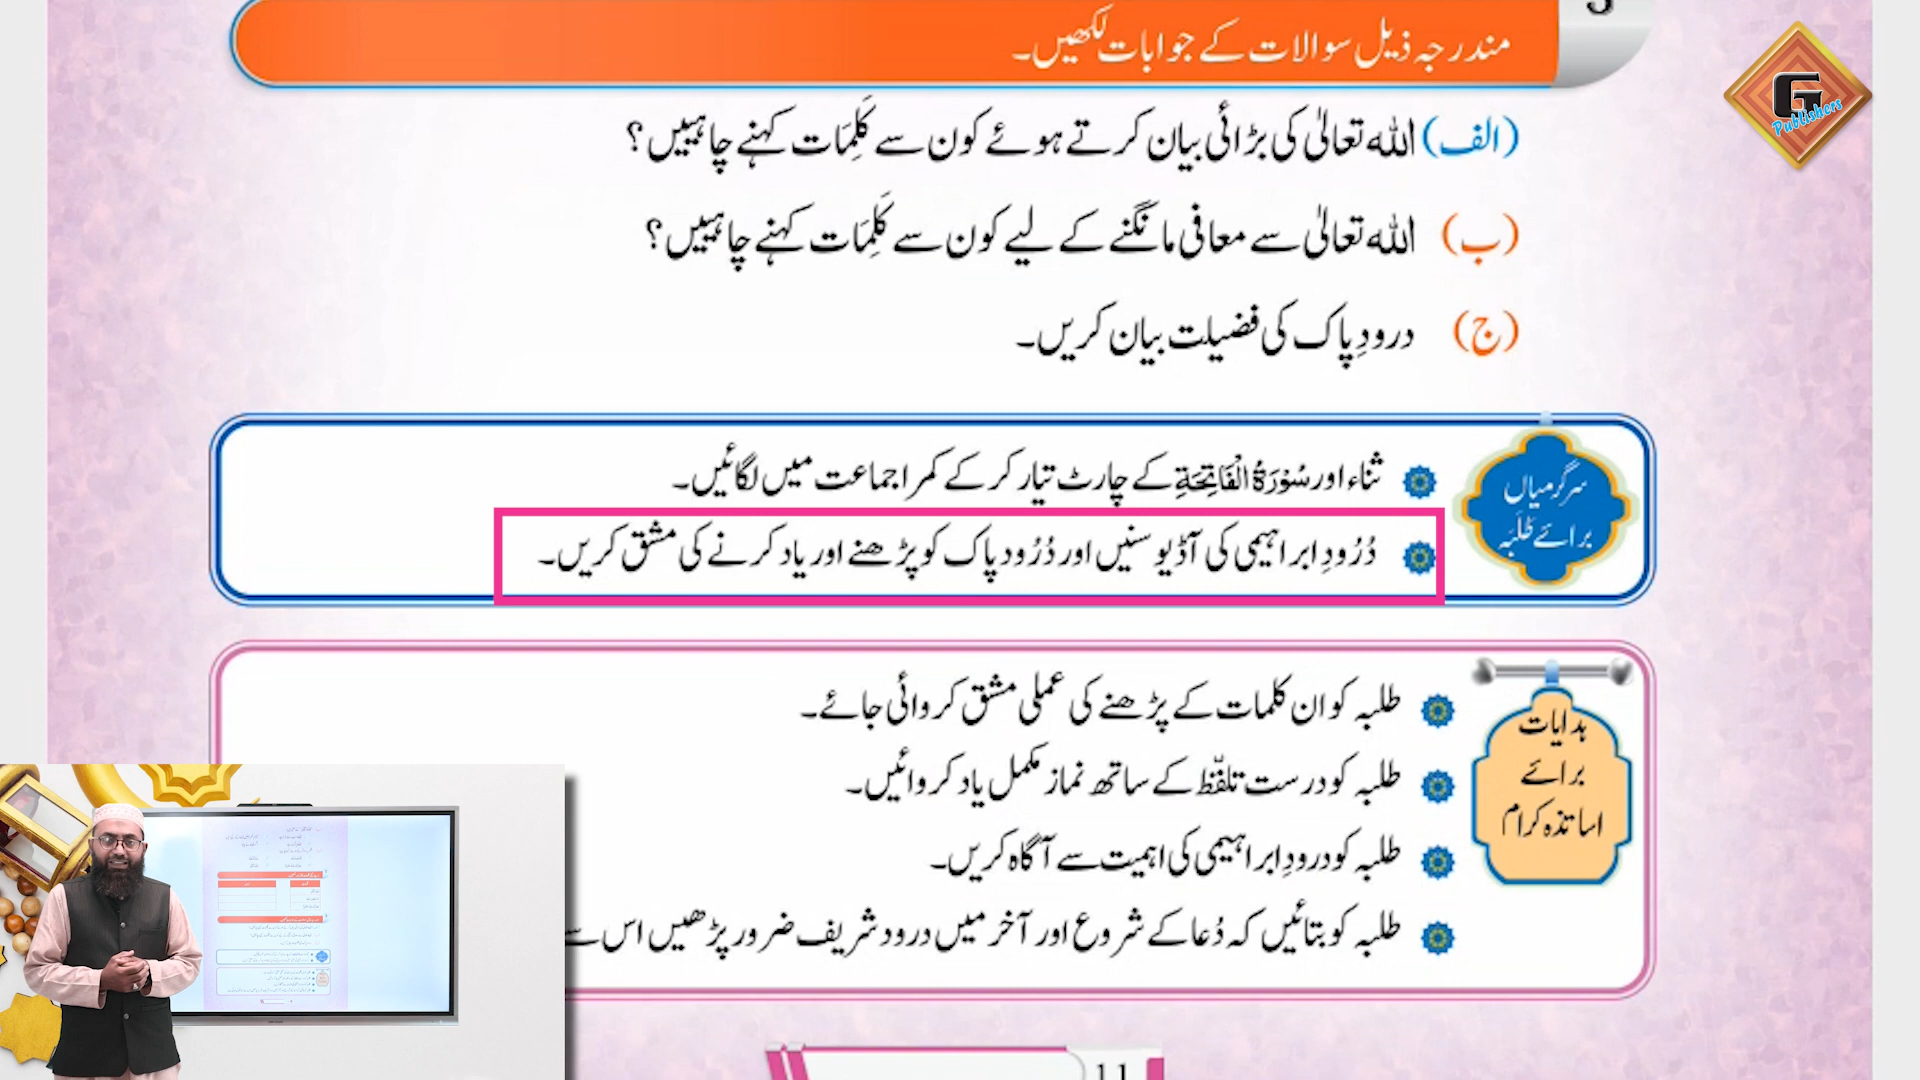 مندرجہ ذیل سوالات کے جوابات لکھیں۔
G Publishers
(الف) اللہ تعالیٰ کی بڑائی بیان کرتے ہوئے کون سے کَلِمَات کہنے چاہییں؟
(ب) اللہ تعالیٰ سے معافی مانگنے کے لیے کون سے کَلِمَات کہنے چاہییں؟
(ج) درودِ پاک کی فضیلت بیان کریں۔
سرگرمیاں
برائے طَلَبَہ
ثناء اور سُوْرَۃُ الْفَاتِحَۃِ کے چارٹ تیار کر کے کمرا جماعت میں لگائیں۔
دُرُودِ ابراہیمی کی آڈیو سنیں اور دُرُود پاک کو پڑھنے اور یاد کرنے کی مشق کریں۔
ہدایات
برائے
اساتذہ کرام
طلبہ کو ان کلمات کے پڑھنے کی عملی مشق کروائی جائے۔
طلبہ کو درست تلفّظ کے ساتھ نماز مکمل یاد کروائیں۔
طلبہ کو درودِ ابراہیمی کی اہمیت سے آگاہ کریں۔
طلبہ کو بتائیں کہ دُعا کے شروع اور آخر میں درود شریف ضرور پڑھیں اس سے
11